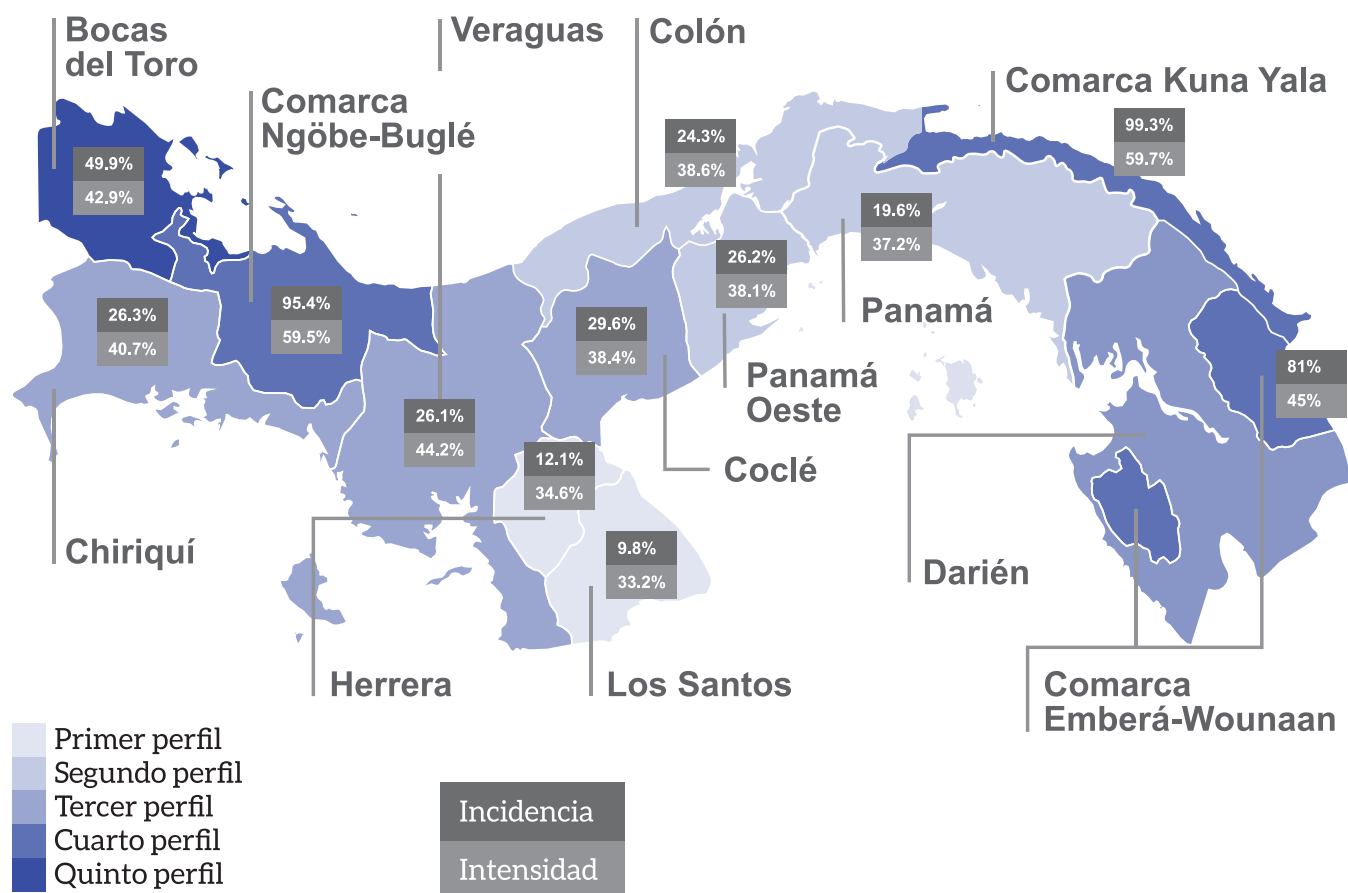 Bocas
del Toro
Veraguas
Colón
Comarca
Ngöbe-Buglé
Comarca Kuna Yala
49.9%
42.9%
24.3%
38.6%
99.3%
59.7%
19.6%
37.2%
26.2%
38.1%
26.3%
40.7%
95.4%
59.5%
29.6%
38.4%
Panamá
Panamá
Oeste
81%
45%
26.1%
44.2%
12.1%
34.6%
Coclé
9.8%
33.2%
Chiriquí
Darién
Herrera
Los Santos
Comarca
Emberá-Wounaan
Primer perfil
Segundo perfil
Tercer perfil
Cuarto perfil
Quinto perfil
Incidencia
Intensidad